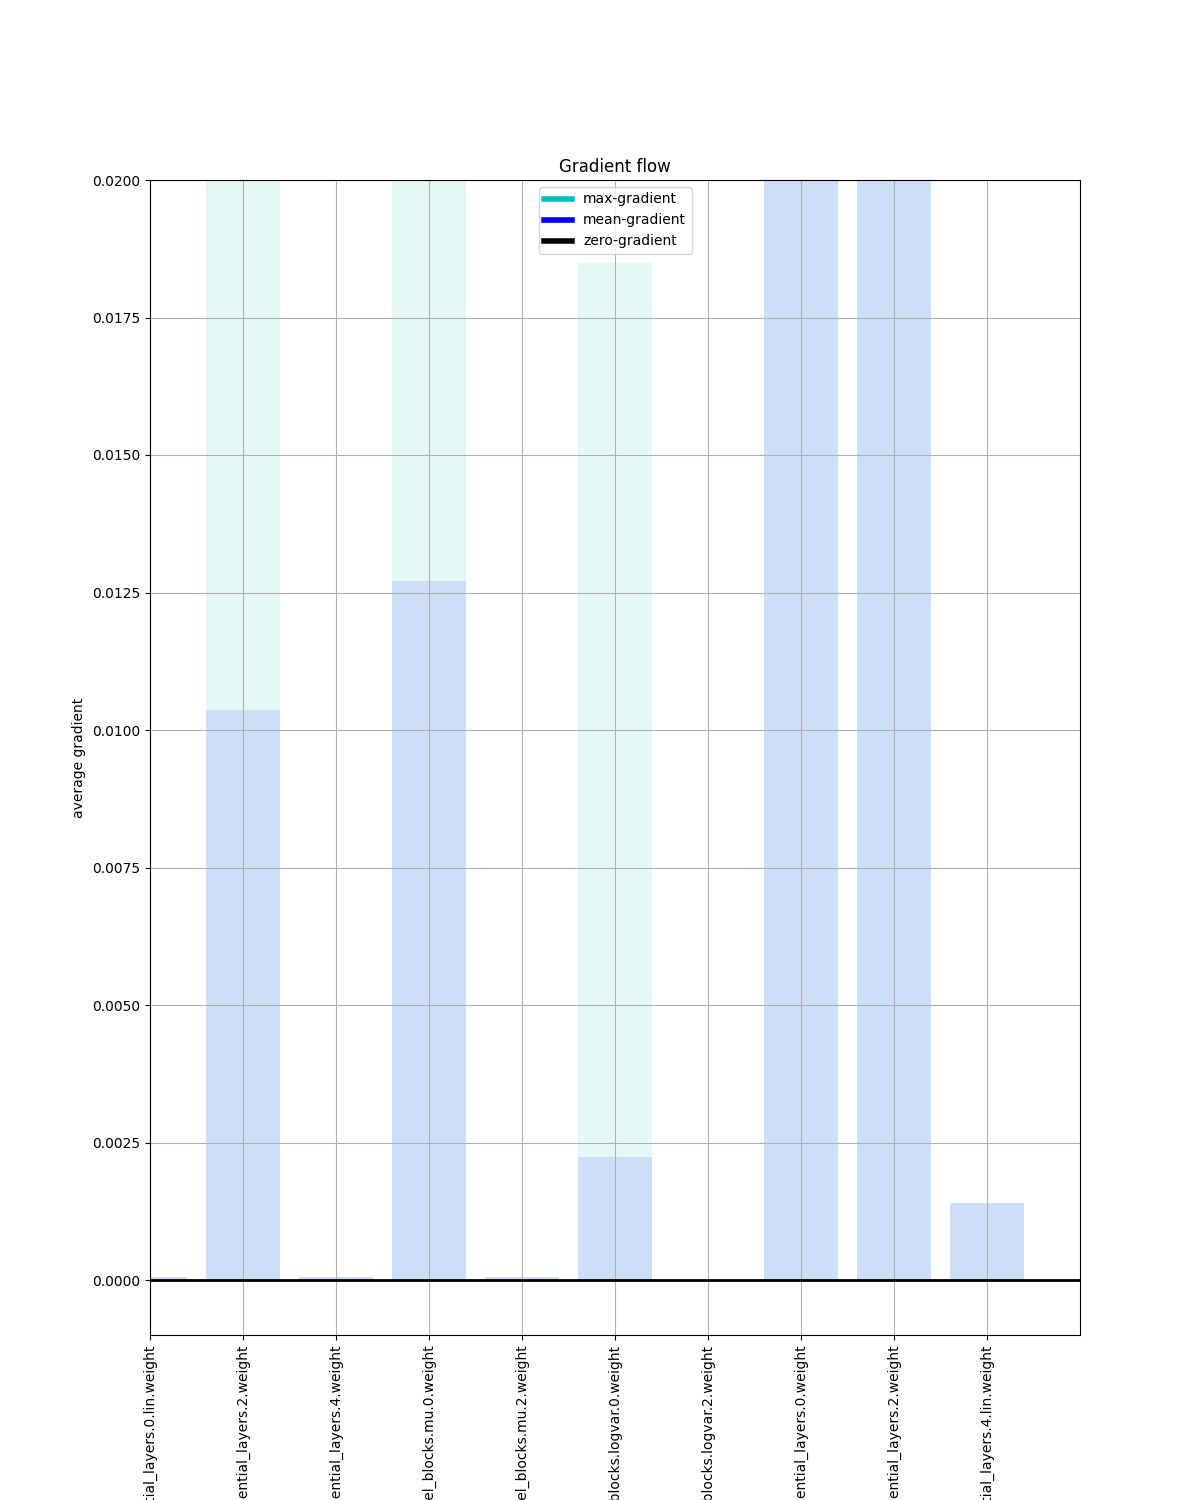 Gradient flow
max-gradient
mean-gradient
zero-gradient
average gradient
0.0200
0.0175
0.0150
0.0125
0.0100
0.0075
0.0050
0.0025
0.0000
tial_layers.0.lin.weight
ential_layers.2.weight
ential_layers.4.weight
el_blocks.mu.0.weight
el_blocks.mu.2.weight
blocks.logvar.0.weight
blocks.logvar.2.weight
ential_layers.0.weight
ential_layers.2.weight
tial_layers.4.lin.weight